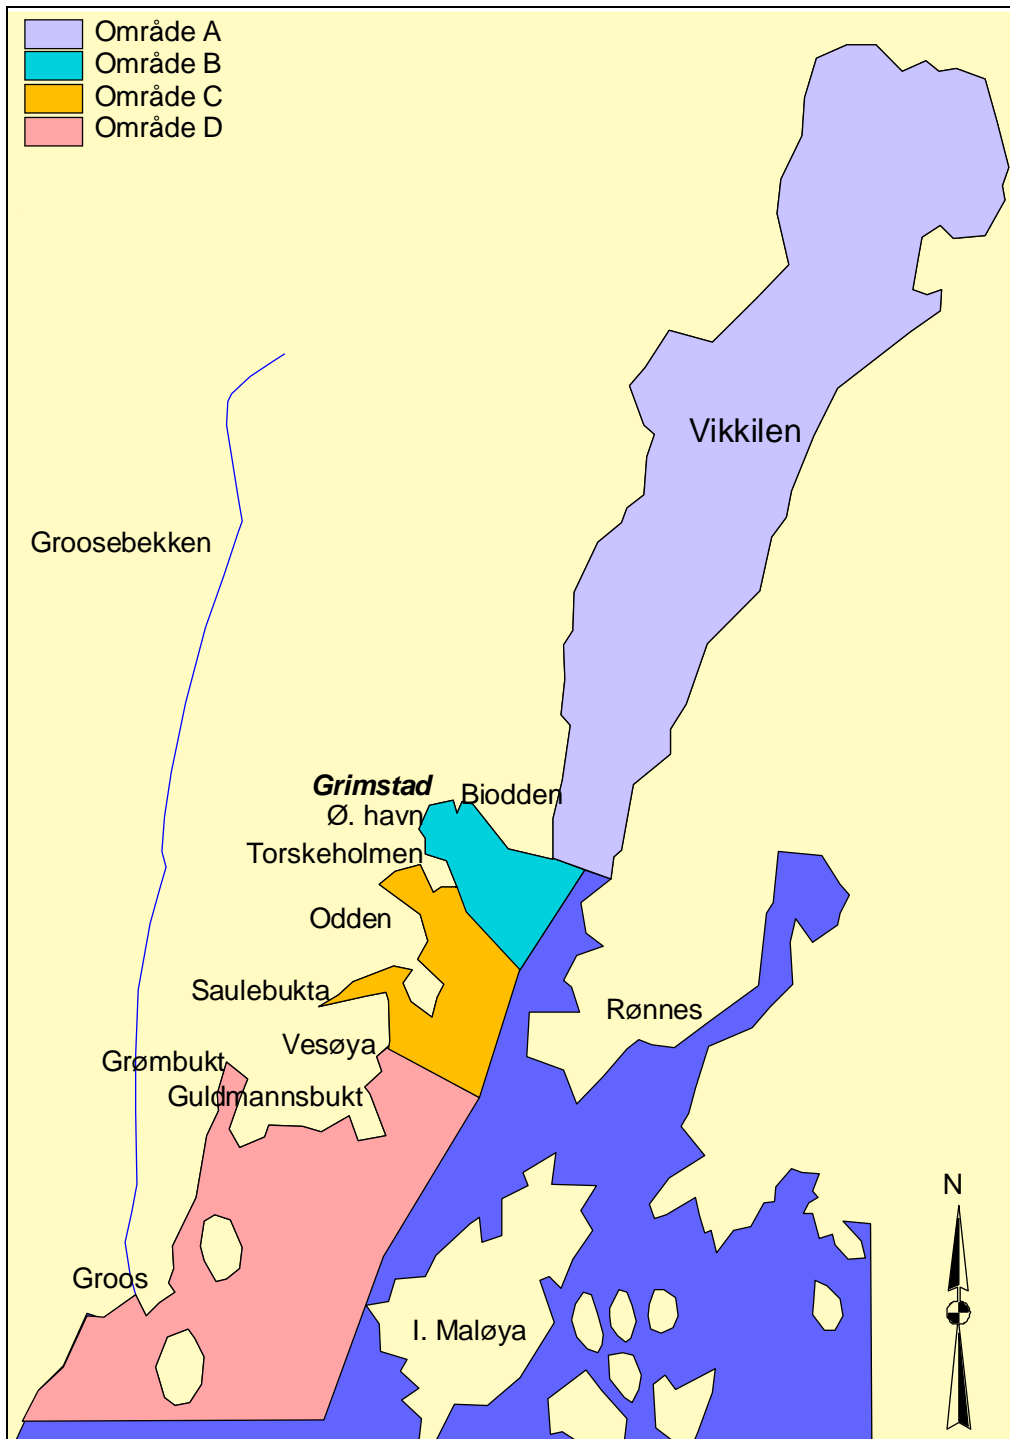 Område A
Område B
Område C
Område D
Vikkilen
Groosebekken
Grimstad
Biodden
Ø. havn
Torskeholmen
Odden
Saulebukta
Rønnes
Vesøya
Grømbukt
Guldmannsbukt
N
Groos
I. Maløya